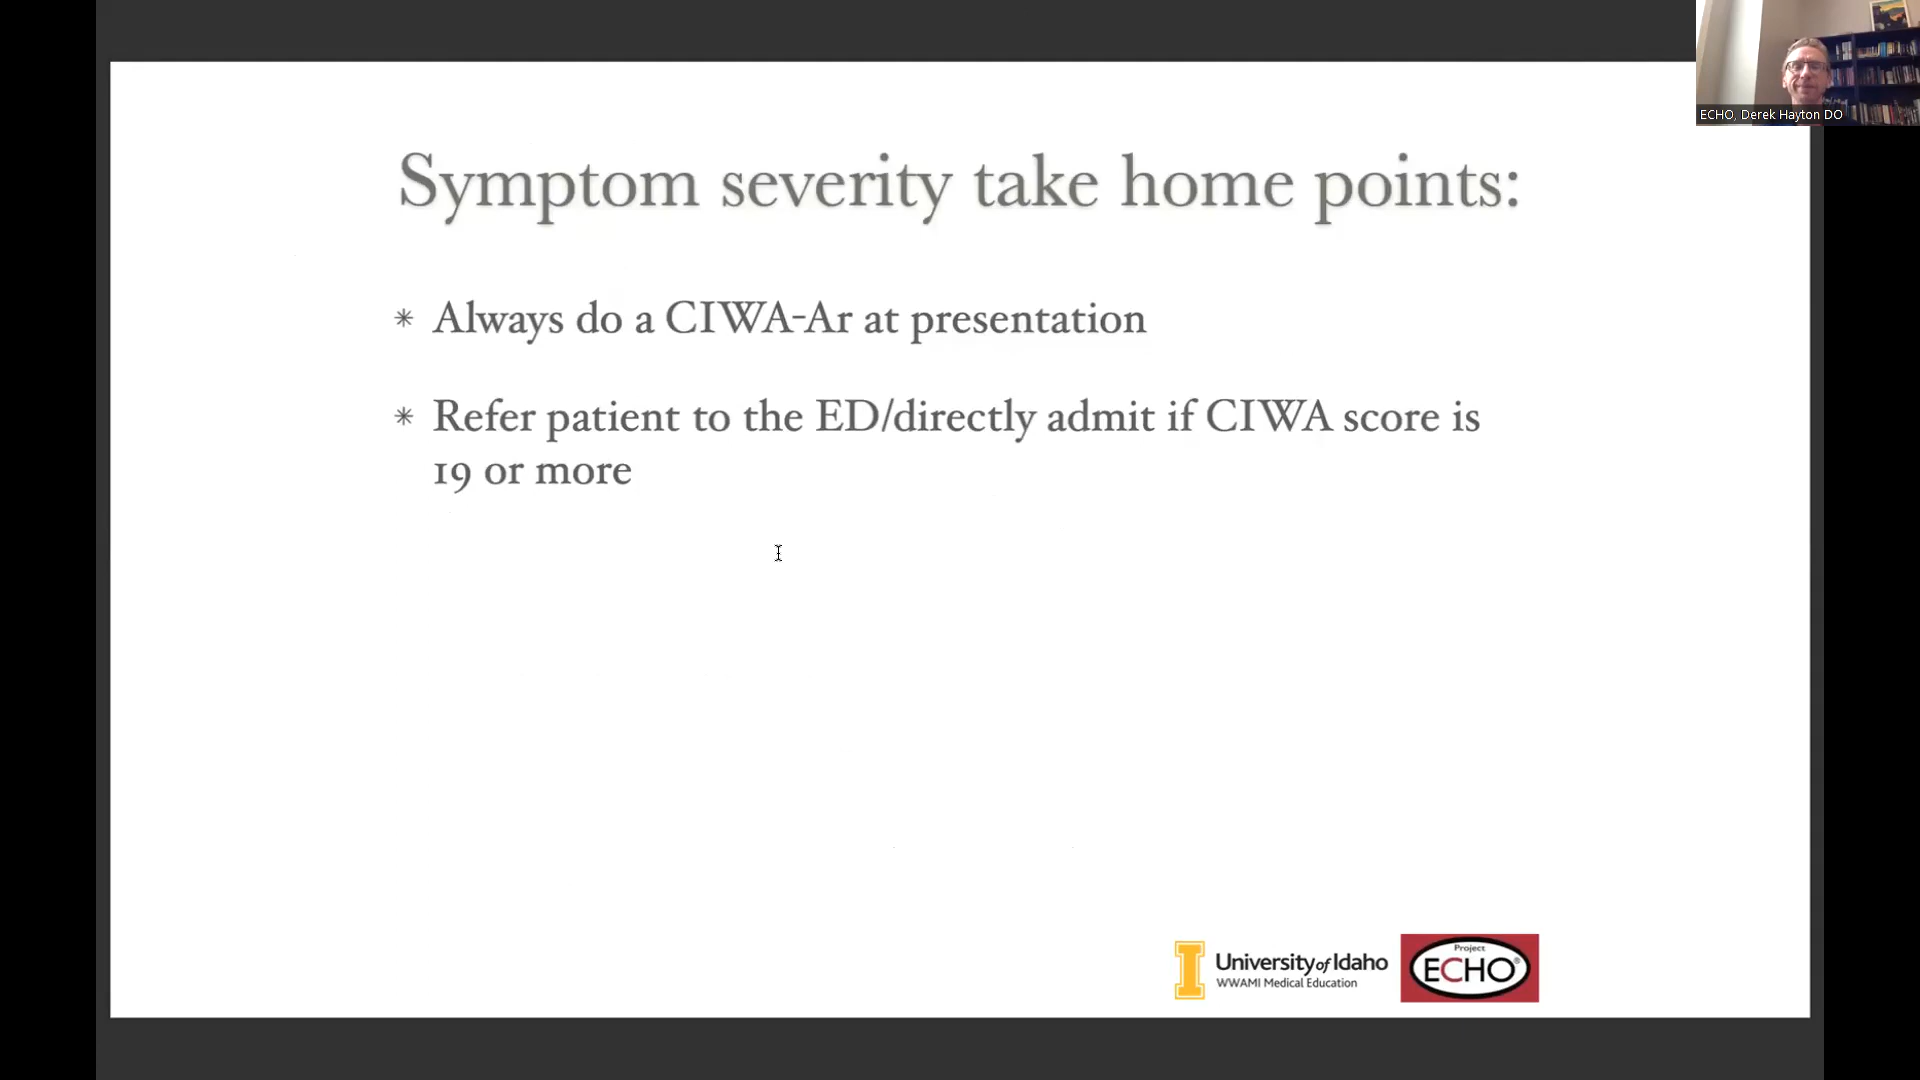 ECHO, Derek Hayton DO
Symptom severity take home points:
✳ Always do a CIWA-Ar at presentation
✳ Refer patient to the ED/directly admit if CIWA score is
19 or more
I University of Idaho
WWAMI Medical Education
Project
ECHO®